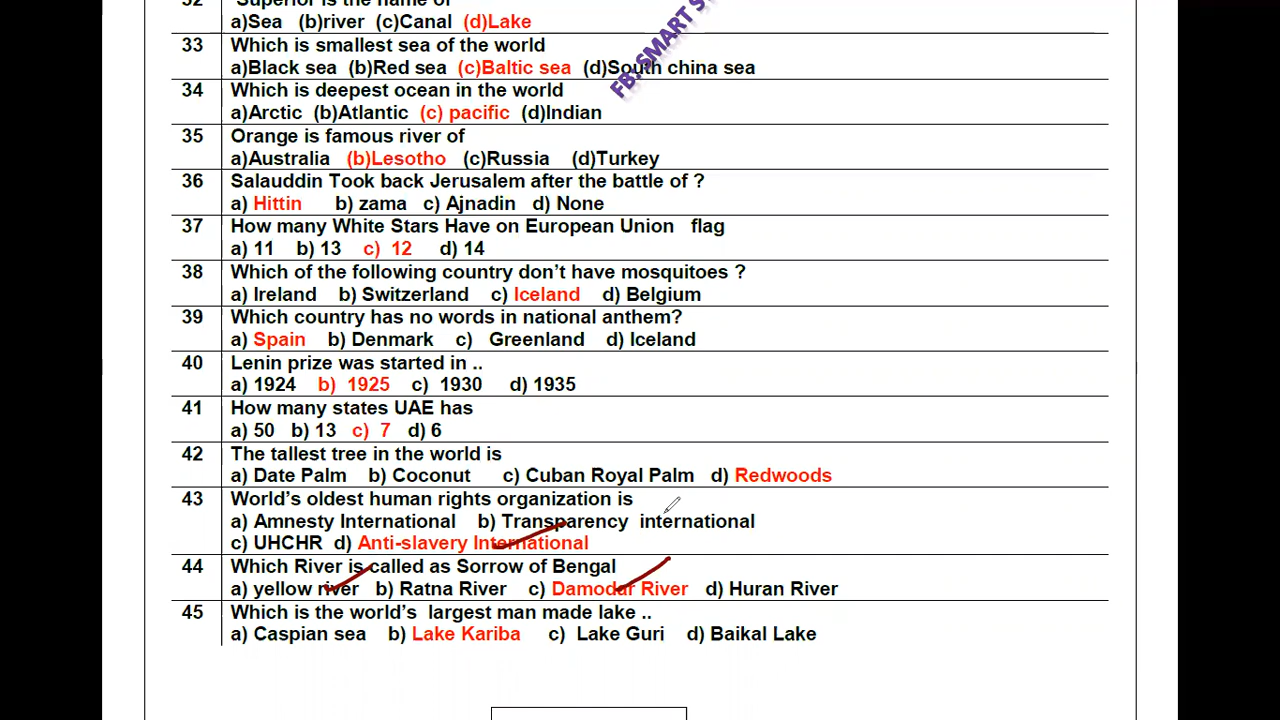 32 Superior is the name of
a)Sea (b)river (c)Canal (d)Lake
33 Which is smallest sea of the world
a)Black sea (b)Red sea (c)Baltic sea (d)South china sea
34 Which is deepest ocean in the world
a)Arctic (b)Atlantic (c) pacific (d)Indian
35 Orange is famous river of
a)Australia (b)Lesotho (c)Russia (d)Turkey
36 Salauddin Took back Jerusalem after the battle of ?
a) Hittin b) zama c) Ajnadin d) None
37 How many White Stars Have on European Union flag
a) 11 b) 13 c) 12 d) 14
38 Which of the following country don’t have mosquitoes ?
a) Ireland b) Switzerland c) Iceland d) Belgium
39 Which country has no words in national anthem?
a) Spain b) Denmark c) Greenland d) Iceland
40 Lenin prize was started in ..
a) 1924 b) 1925 c) 1930 d) 1935
41 How many states UAE has
a) 50 b) 13 c) 7 d) 6
42 The tallest tree in the world is
a) Date Palm b) Coconut c) Cuban Royal Palm d) Redwoods
43 World’s oldest human rights organization is
a) Amnesty International b) Transparency international
c) UHCHR d) Anti-slavery International
44 Which River is called as Sorrow of Bengal
a) yellow river b) Ratna River c) Damodar River d) Huran River
45 Which is the world’s largest man made lake ..
a) Caspian sea b) Lake Kariba c) Lake Guri d) Baikal Lake
FB: SMART